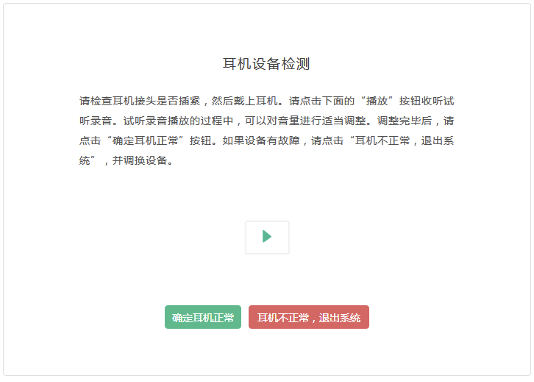 耳机设备检测
请检查耳机接头是否插紧，然后戴上耳机。请点击下面的“播放”按钮收听试
听录音。试听录音播放的过程中，可以对音量进行适当调整。调整完毕后，请
点击“确定耳机正常”按钮。如果设备有故障，请点击“耳机不正常，退出系
统”，并调换设备。
确定耳机正常
耳机不正常，退出系统